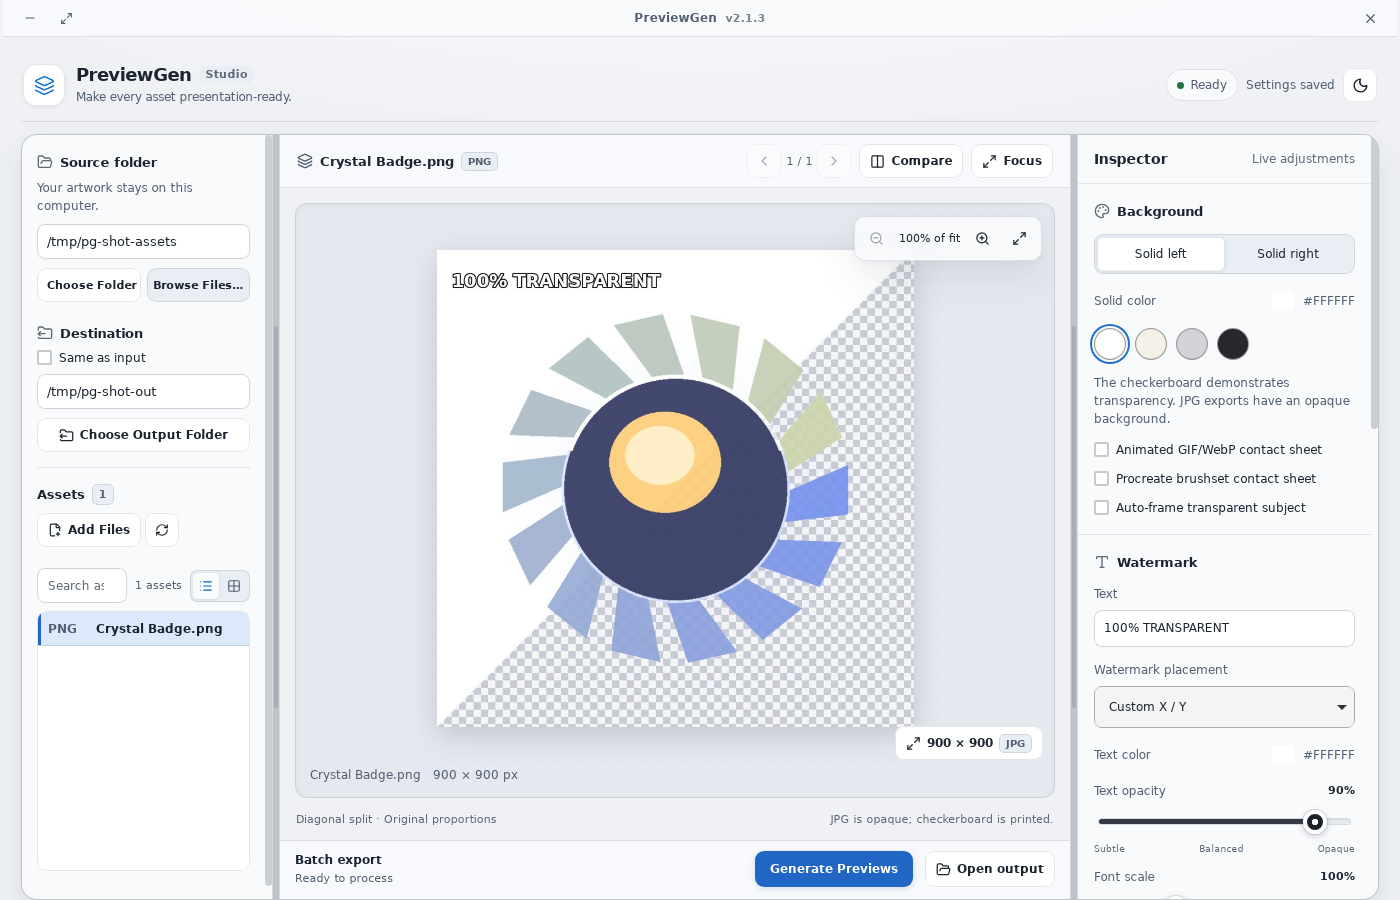 PreviewGen v2.1.3
PreviewGen Studio
Make every asset presentation-ready.
Ready
Settings saved
Source folder
Your artwork stays on this
computer.
/tmp/pg-shot-assets
Choose Folder
Browse Files...
Destination
Same as input
/tmp/pg-shot-out
Choose Output Folder
Assets 1
Add Files
Search as
1 assets
PNG Crystal Badge.png
Crystal Badge.png PNG
1 / 1
Compare
Focus
100% of fit
100% TRANSPARENT
900 × 900 JPG
Crystal Badge.png 900 × 900 px
Diagonal split · Original proportions
JPG is opaque; checkerboard is printed.
Batch export
Ready to process
Generate Previews
Open output
Inspector
Live adjustments
Background
Solid left
Solid right
Solid color
#FFFFFF
The checkerboard demonstrates
transparency. JPG exports have an opaque
background.
Animated GIF/WebP contact sheet
Procreate brushset contact sheet
Auto-frame transparent subject
Watermark
Text
100% TRANSPARENT
Watermark placement
Custom X / Y
Text color
#FFFFFF
Text opacity
90%
Subtle
Balanced
Opaque
Font scale
100%